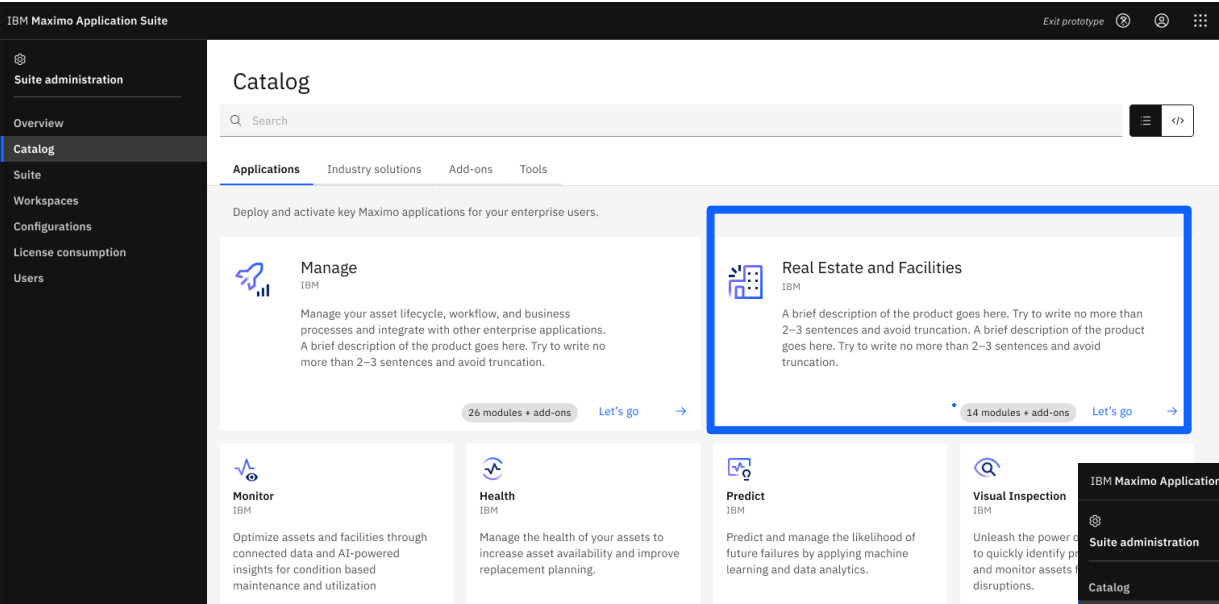 IBM Maximo Application Suite
Exit prototype
Suite administration
Overview
Catalog
Suite
Workspaces
Configurations
License consumption
Users
Catalog
Search
</>
Applications
Industry solutions
Add-ons
Tools
Deploy and activate key Maximo applications for your enterprise users.
Manage
IBM
Manage your asset lifecycle, workflow, and business
processes and integrate with other enterprise applications.
A brief description of the product goes here. Try to write no
more than 2–3 sentences and avoid truncation.
26 modules + add-ons
Let's go
Real Estate and Facilities
IBM
A brief description of the product goes here. Try to write no more than
2–3 sentences and avoid truncation. A brief description of the product
goes here. Try to write no more than 2–3 sentences and avoid
truncation.
14 modules + add-ons
Let's go
Monitor
IBM
Optimize assets and facilities through
connected data and AI-powered
insights for condition based
maintenance and utilization
Health
IBM
Manage the health of your assets to
increase asset availability and improve
replacement planning.
Predict
IBM
Predict and manage the likelihood of
future failures by applying machine
learning and data analytics.
Visual Inspection
IBM
Unleash the power
to quickly identify
and monitor assets
disruptions.
IBM Maximo Application
Suite administration
Catalog